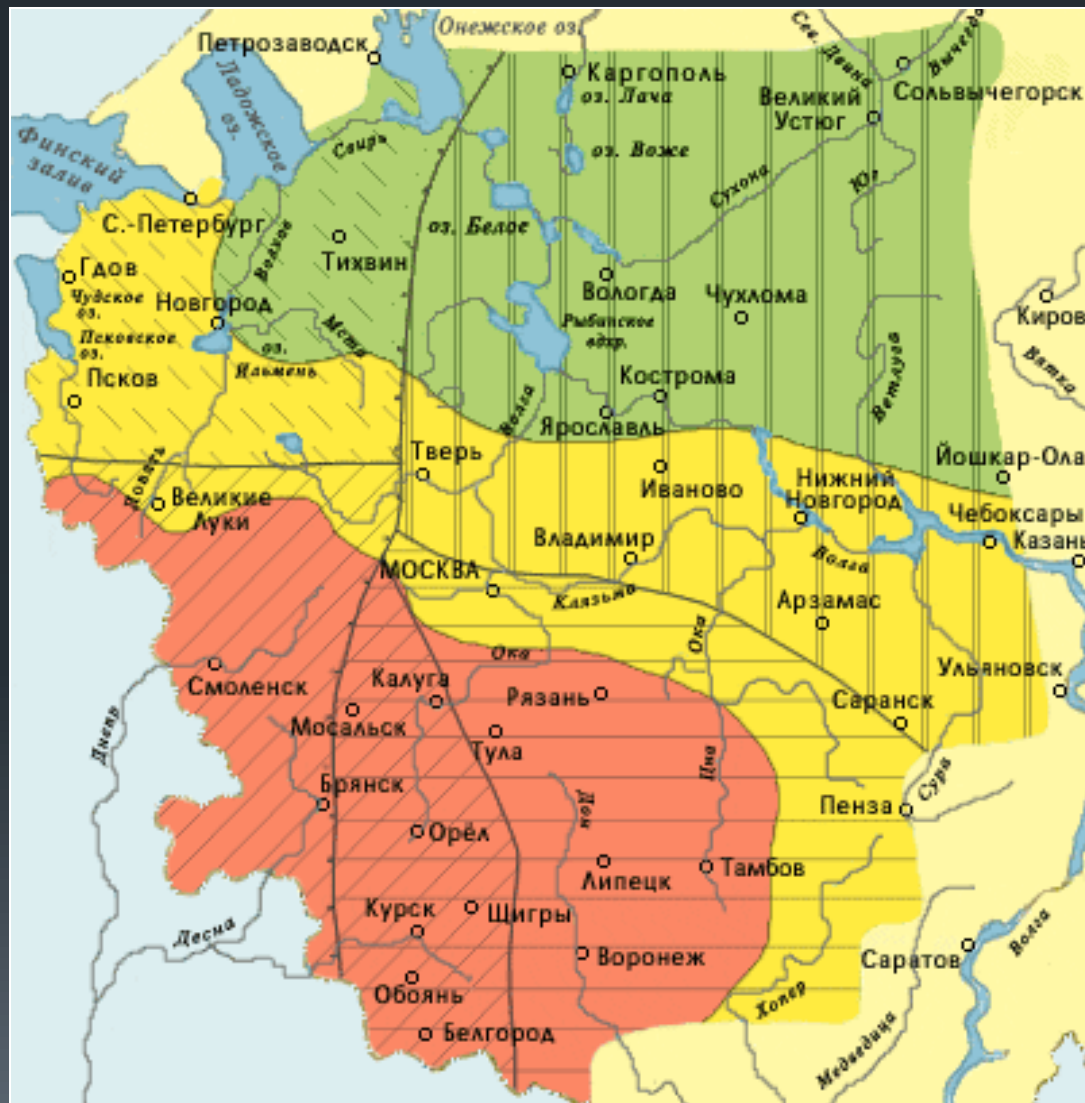 Онежское оз.
Петрозаводск
Сев. Двина
Вычегда
Каргополь
оз. Лача
Сольвычегорск
Великий
Устюг
Ладожское
оз.
Финский
залив
Свирь
оз. Воже
Сухона
Юг
С.-Петербург
оз. Белое
Волхов
Тихвин
Гдов
Чудское
оз.
Новгород
Вологда
Чухлома
Киров
Псковское
оз.
Мста
оз.
Ильмень
Рыбинское
вдхр.
Вятка
Псков
Кострома
Ветлуга
Волга
Ярославль
Тверь
Йошкар-Ола
Ловать
Великие
Луки
Иваново
Нижний
Новгород
Чебоксары
Казань
Владимир
Волга
МОСКВА
Клязьма
Арзамас
Ока
Ока
Смоленск
Калуга
Рязань
Ульяновск
Саранск
Мосальск
Днепр
Тула
Цна
Брянск
Дон
Пенза
Сура
Орёл
Липецк
Тамбов
Курск
Щигры
Десна
Воронеж
Саратов
Волга
Обоянь
Хопер
Белгород
Медведица